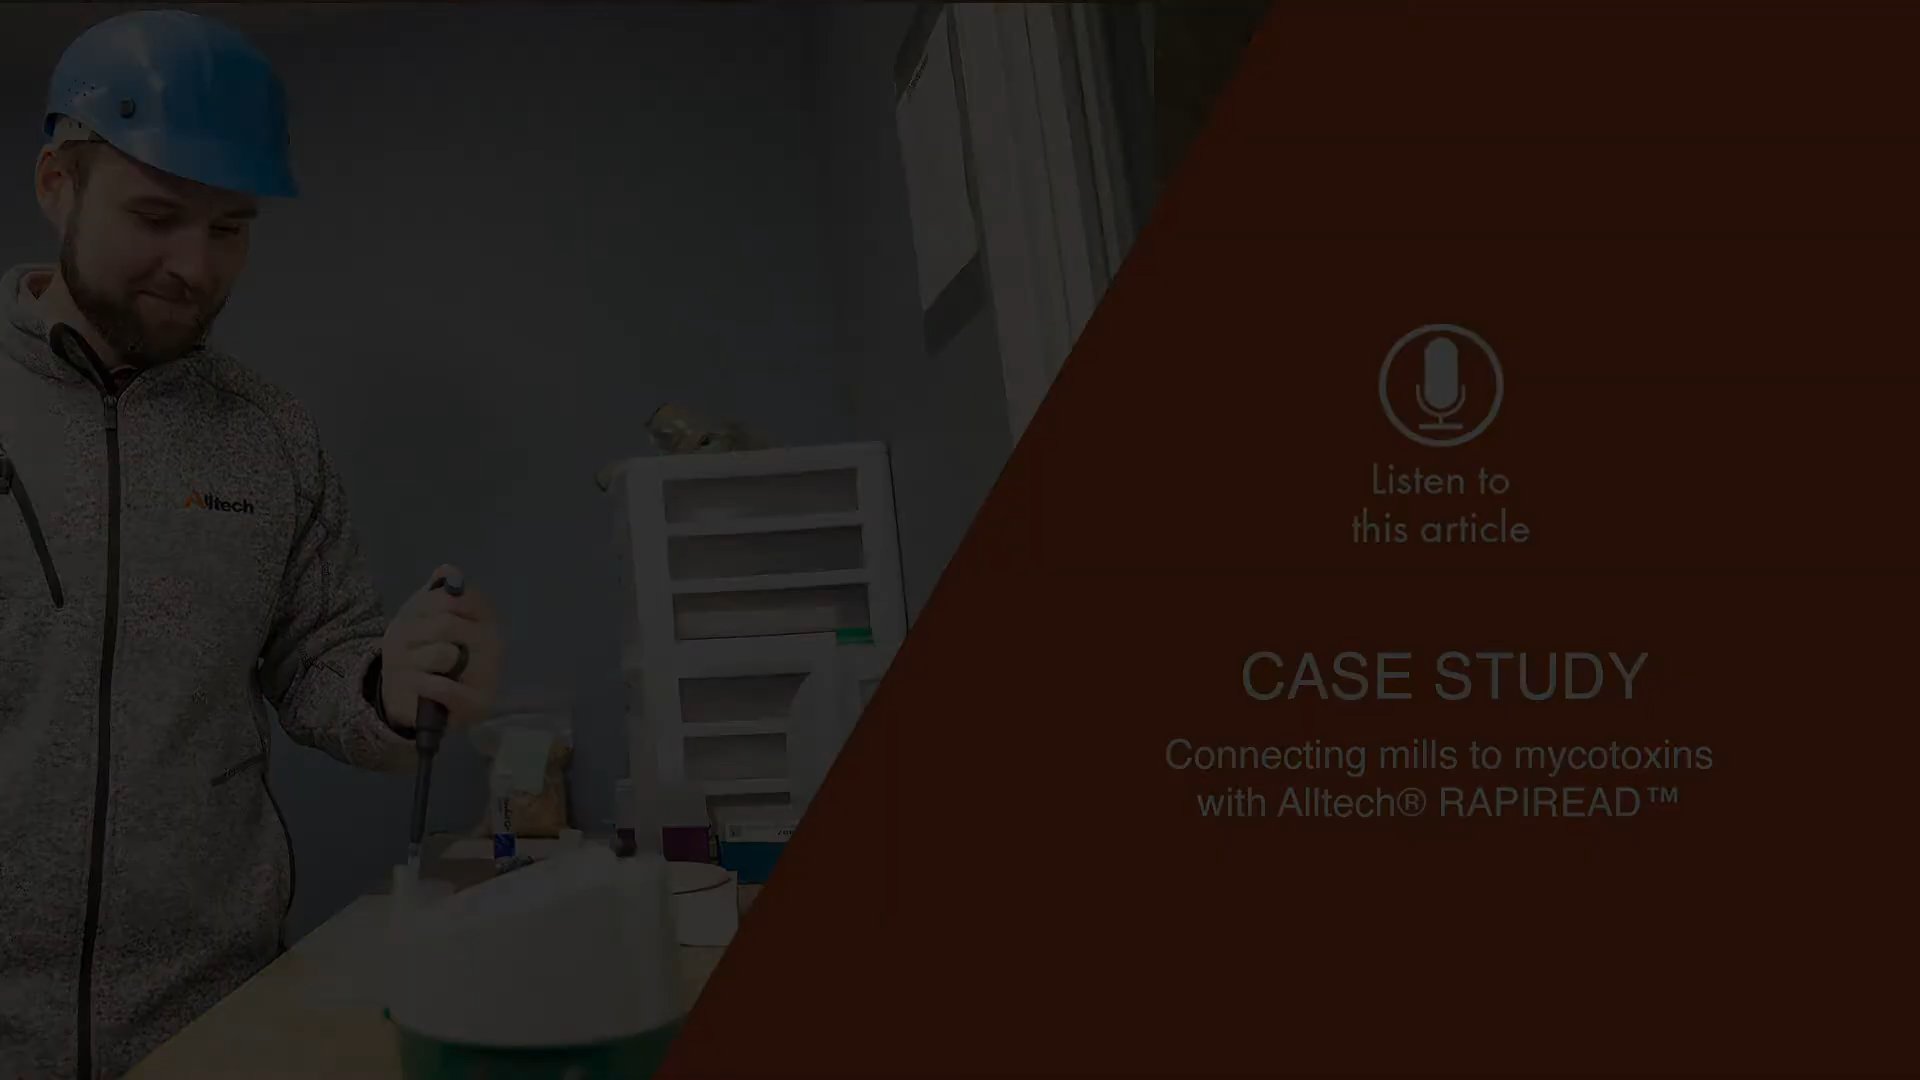 Alltech
Listen to
this article
CASE STUDY
Connecting mills to mycotoxins
with Alltech® RAPIREAD™